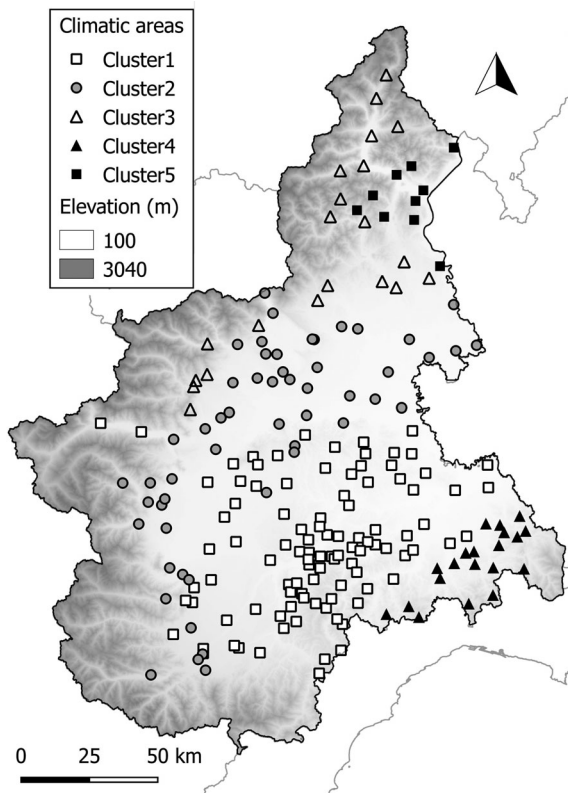 Climatic areas
Cluster1
Cluster2
Cluster3
Cluster4
Cluster5
Elevation (m)
100
3040
0 25 50 km